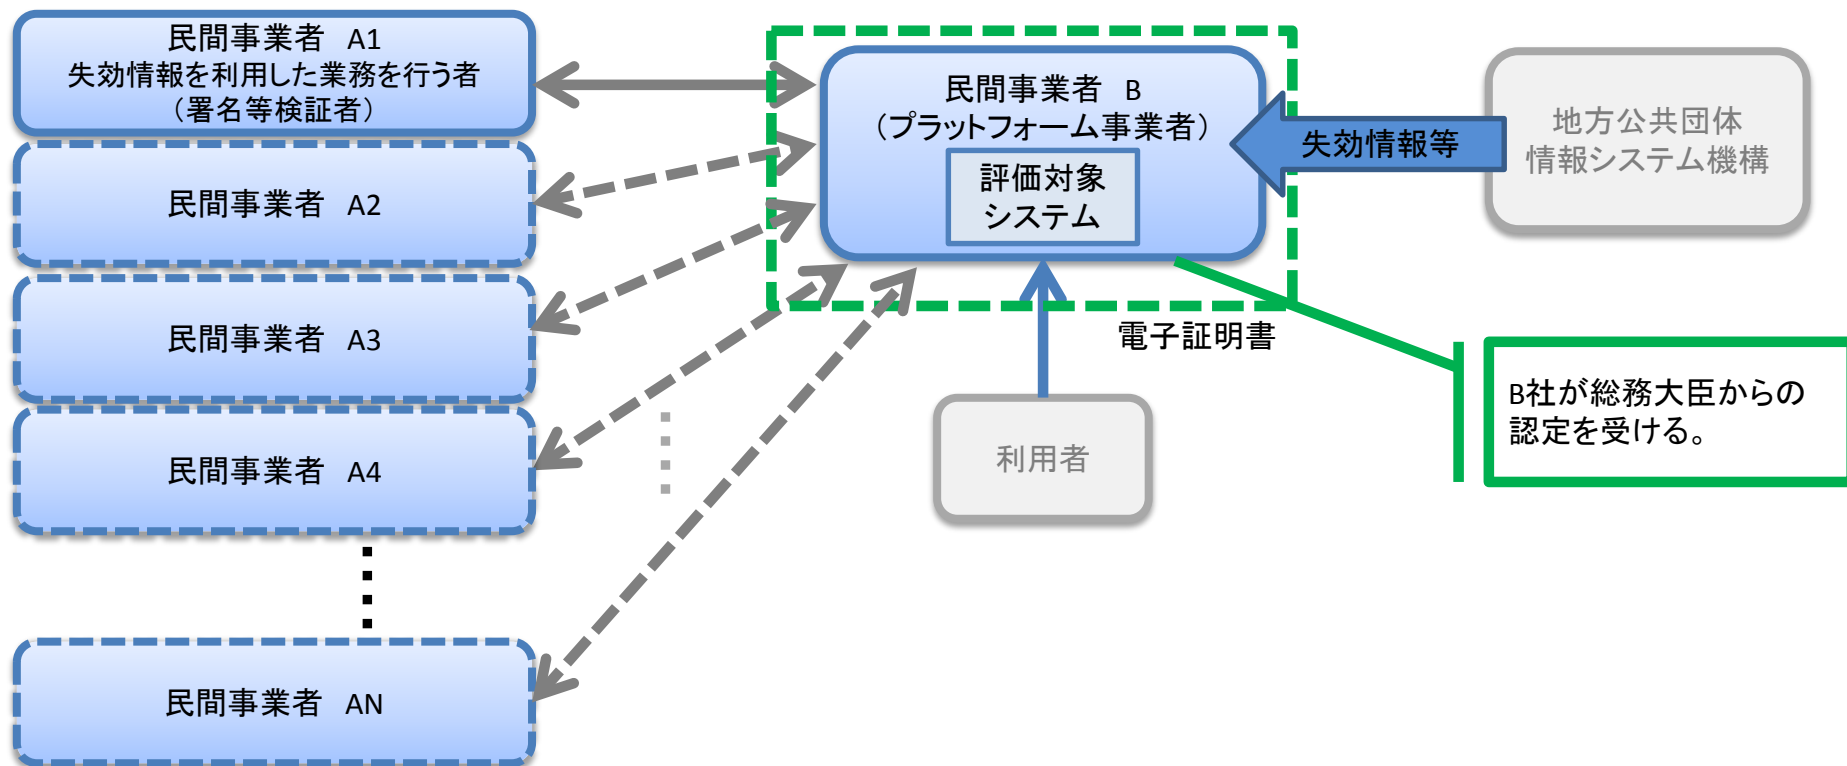 民間事業者 A1
失効情報を利用した業務を行う者
（署名等検証者）
民間事業者 A2
民間事業者 A3
民間事業者 A4
民間事業者 AN
民間事業者 B
（プラットフォーム事業者）
評価対象
システム
失効情報等
地方公共団体
情報システム機構
電子証明書
利用者
B社が総務大臣からの
認定を受ける。